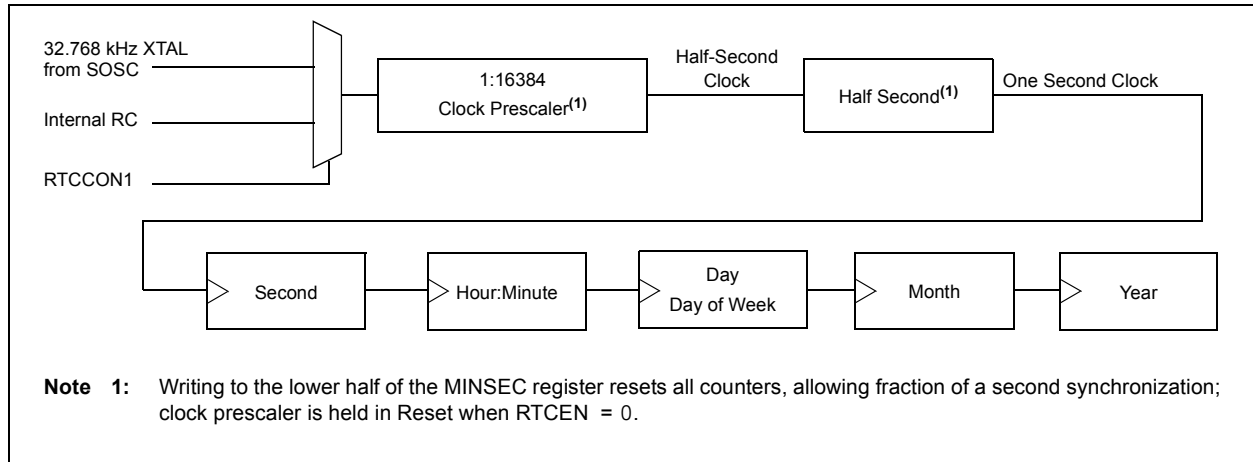 32.768 kHz XTAL
from SOSC
Internal RC
RTCCON1
1:16384
Clock Prescaler(1)
Half-Second
Clock
Half Second(1)
One Second Clock
Second
Hour:Minute
Day
Day of Week
Month
Year
Note 1: Writing to the lower half of the MINSEC register resets all counters, allowing fraction of a second synchronization;
clock prescaler is held in Reset when RTCEN = 0.